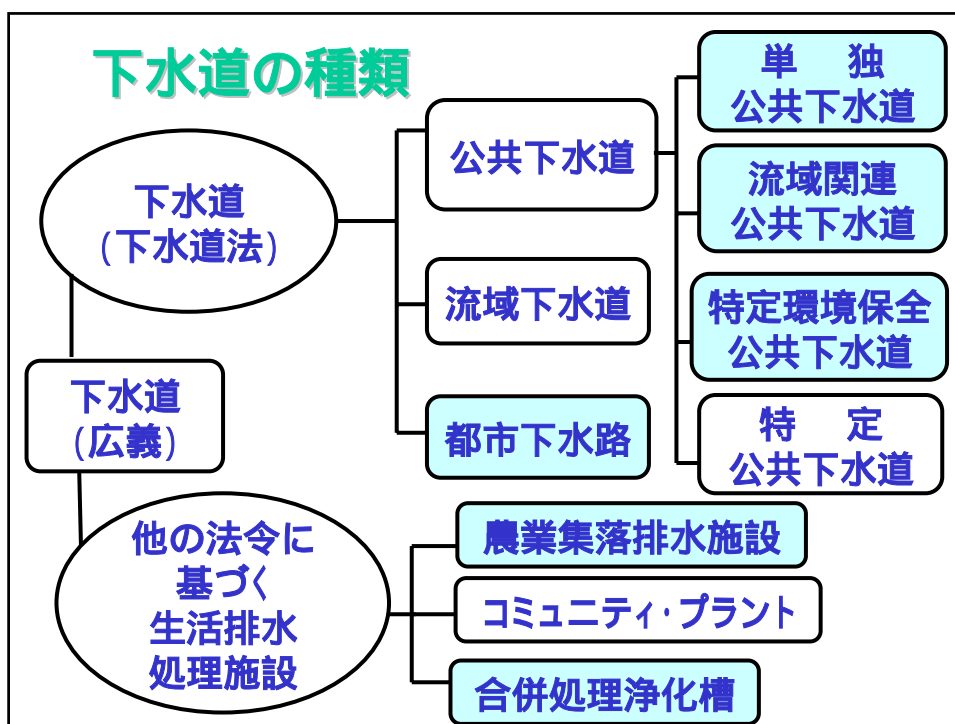 下水道の種類
下水道
(下水道法)
下水道
(広義)
他の法令に
基づく
生活排水
処理施設
公共下水道
流域下水道
都市下水路
単　独
公共下水道
流域関連
公共下水道
特定環境保全
公共下水道
特　定
公共下水道
農業集落排水施設
コミュニティ・プラント
合併処理浄化槽